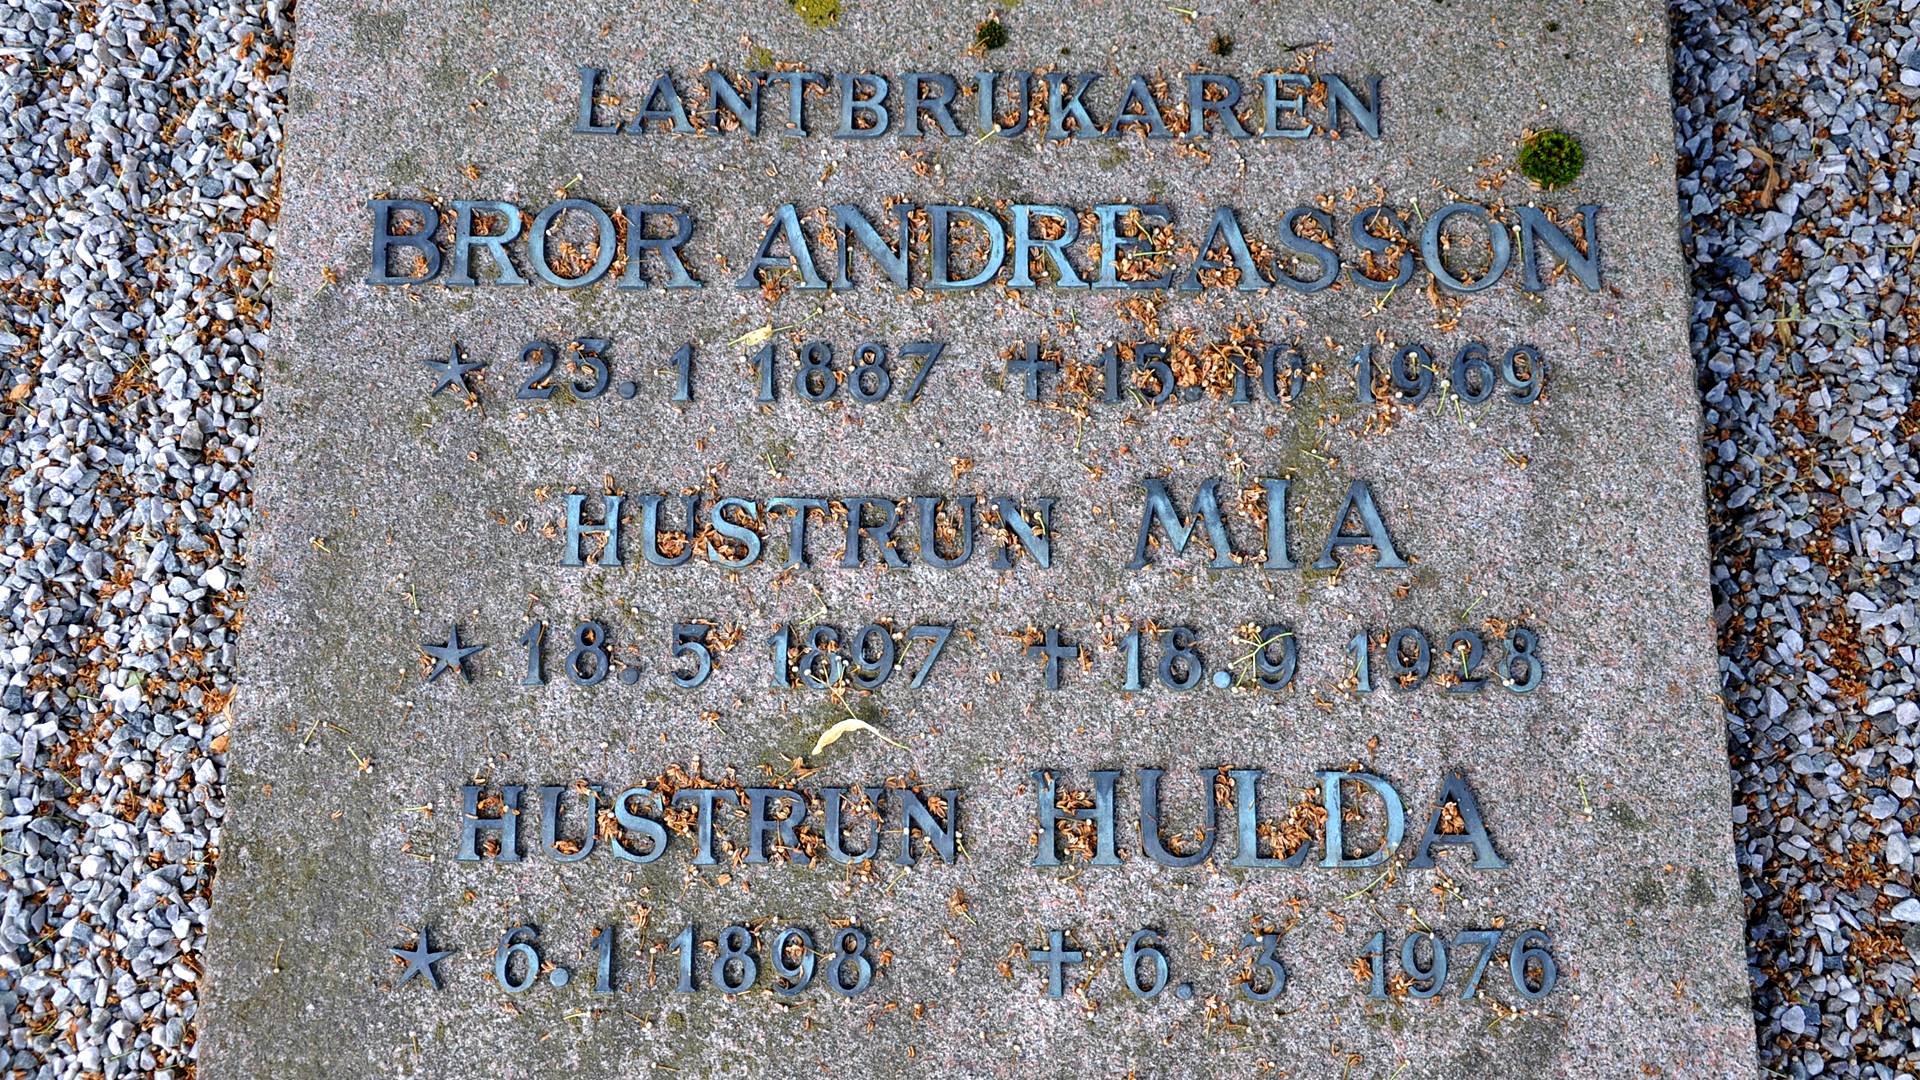 LANTBRUKAREN
BROR ANDREASSON
★ 23.1 1887 ✝ 15.10 1969
HUSTRUN MIA
★ 18.5 1897 ✝ 18.9 1928
HUSTRUN HULDA
★ 6.1 1898 ✝ 6.3 1976